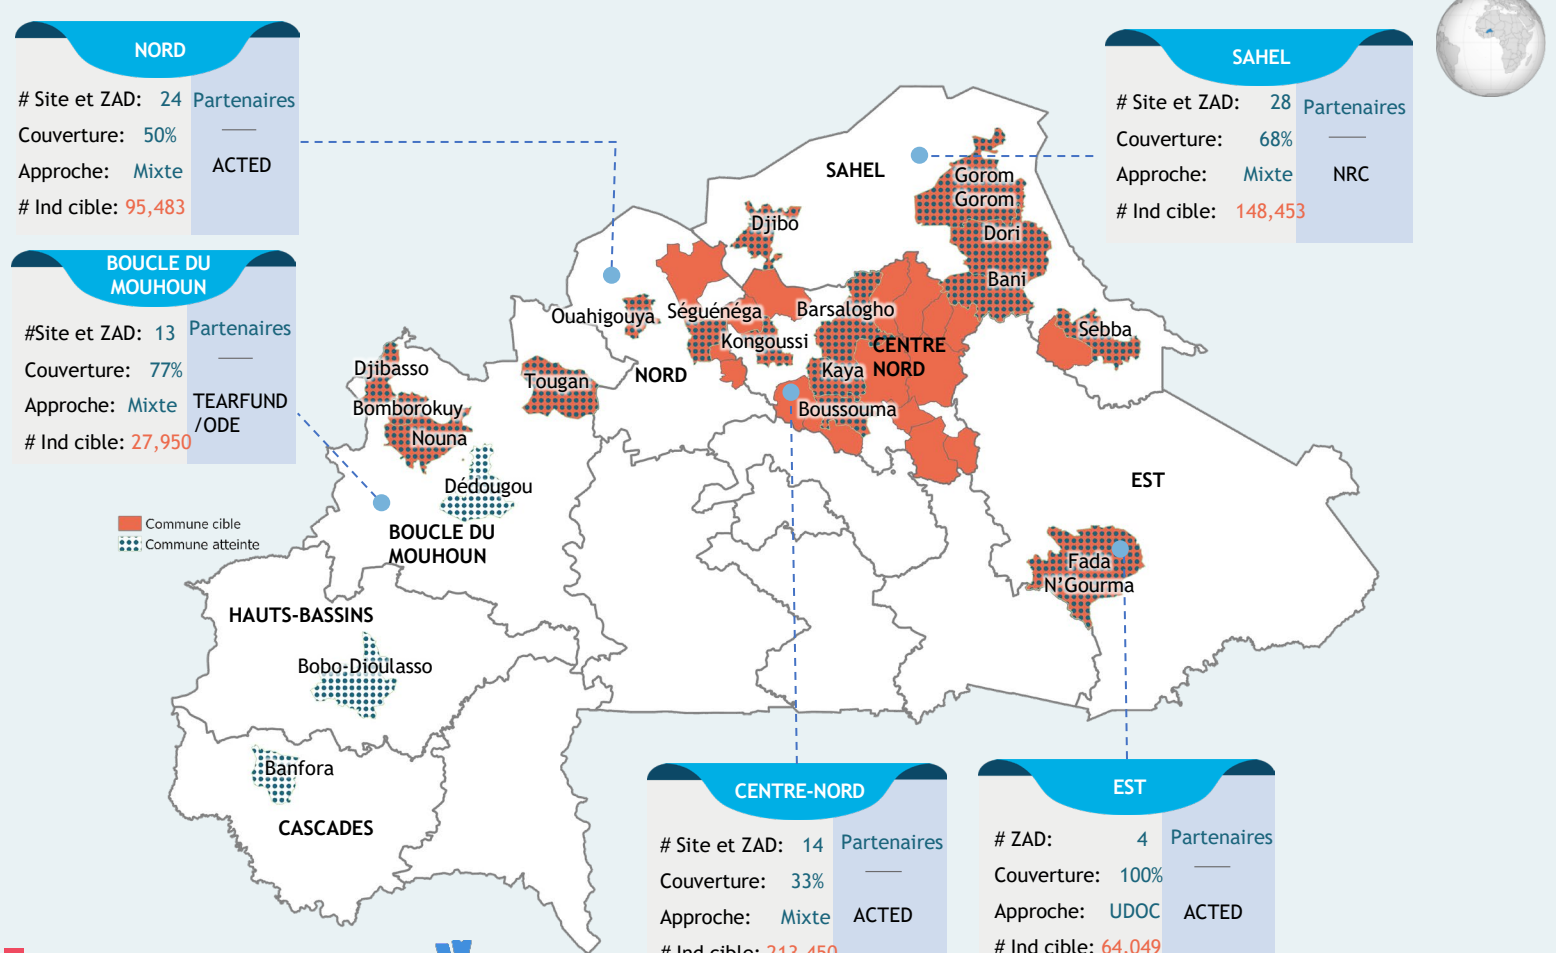 NORD
# Site et ZAD: 24
Couverture: 50%
Approche: Mixte
# Ind cible: 95,483
Partenaires
ACTED
SAHEL
# Site et ZAD: 28
Couverture: 68%
Approche: Mixte
# Ind cible: 148,453
Partenaires
NRC
BOUCLE DU
MOUHOUN
#Site et ZAD: 13
Couverture: 77%
Approche: Mixte
# Ind cible: 27,950
Partenaires
TEARFUND
/ODE
SAHEL
Gorom
Gorom
Djibo
Dori
Bani
Ouahigouya
Séguénéga
Barsalogho
Sebba
Kongoussi
CENTRE
NORD
Djibasso
Tougan
NORD
Kaya
Bomborokuy
Boussouma
Nouna
Dédougou
EST
Commune cible
Commune atteinte
BOUCLE DU
MOUHOUN
Fada
N'Gourma
HAUTS-BASSINS
Bobo-Dioulasso
Banfora
CASCADES
CENTRE-NORD
# Site et ZAD: 14
Couverture: 33%
Approche: Mixte
# Ind cible: 213,450
Partenaires
ACTED
EST
# ZAD: 4
Couverture: 100%
Approche: UDOC
# Ind cible: 64,049
Partenaires
ACTED